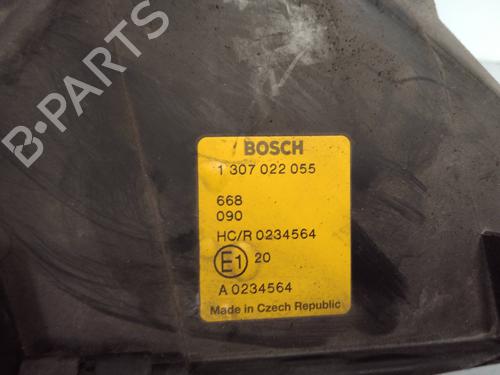 B-PARTS
BOSCH
1 307 022 055
668
090
HC/R 0234564
E1 20
A 0234564
Made in Czech Republic